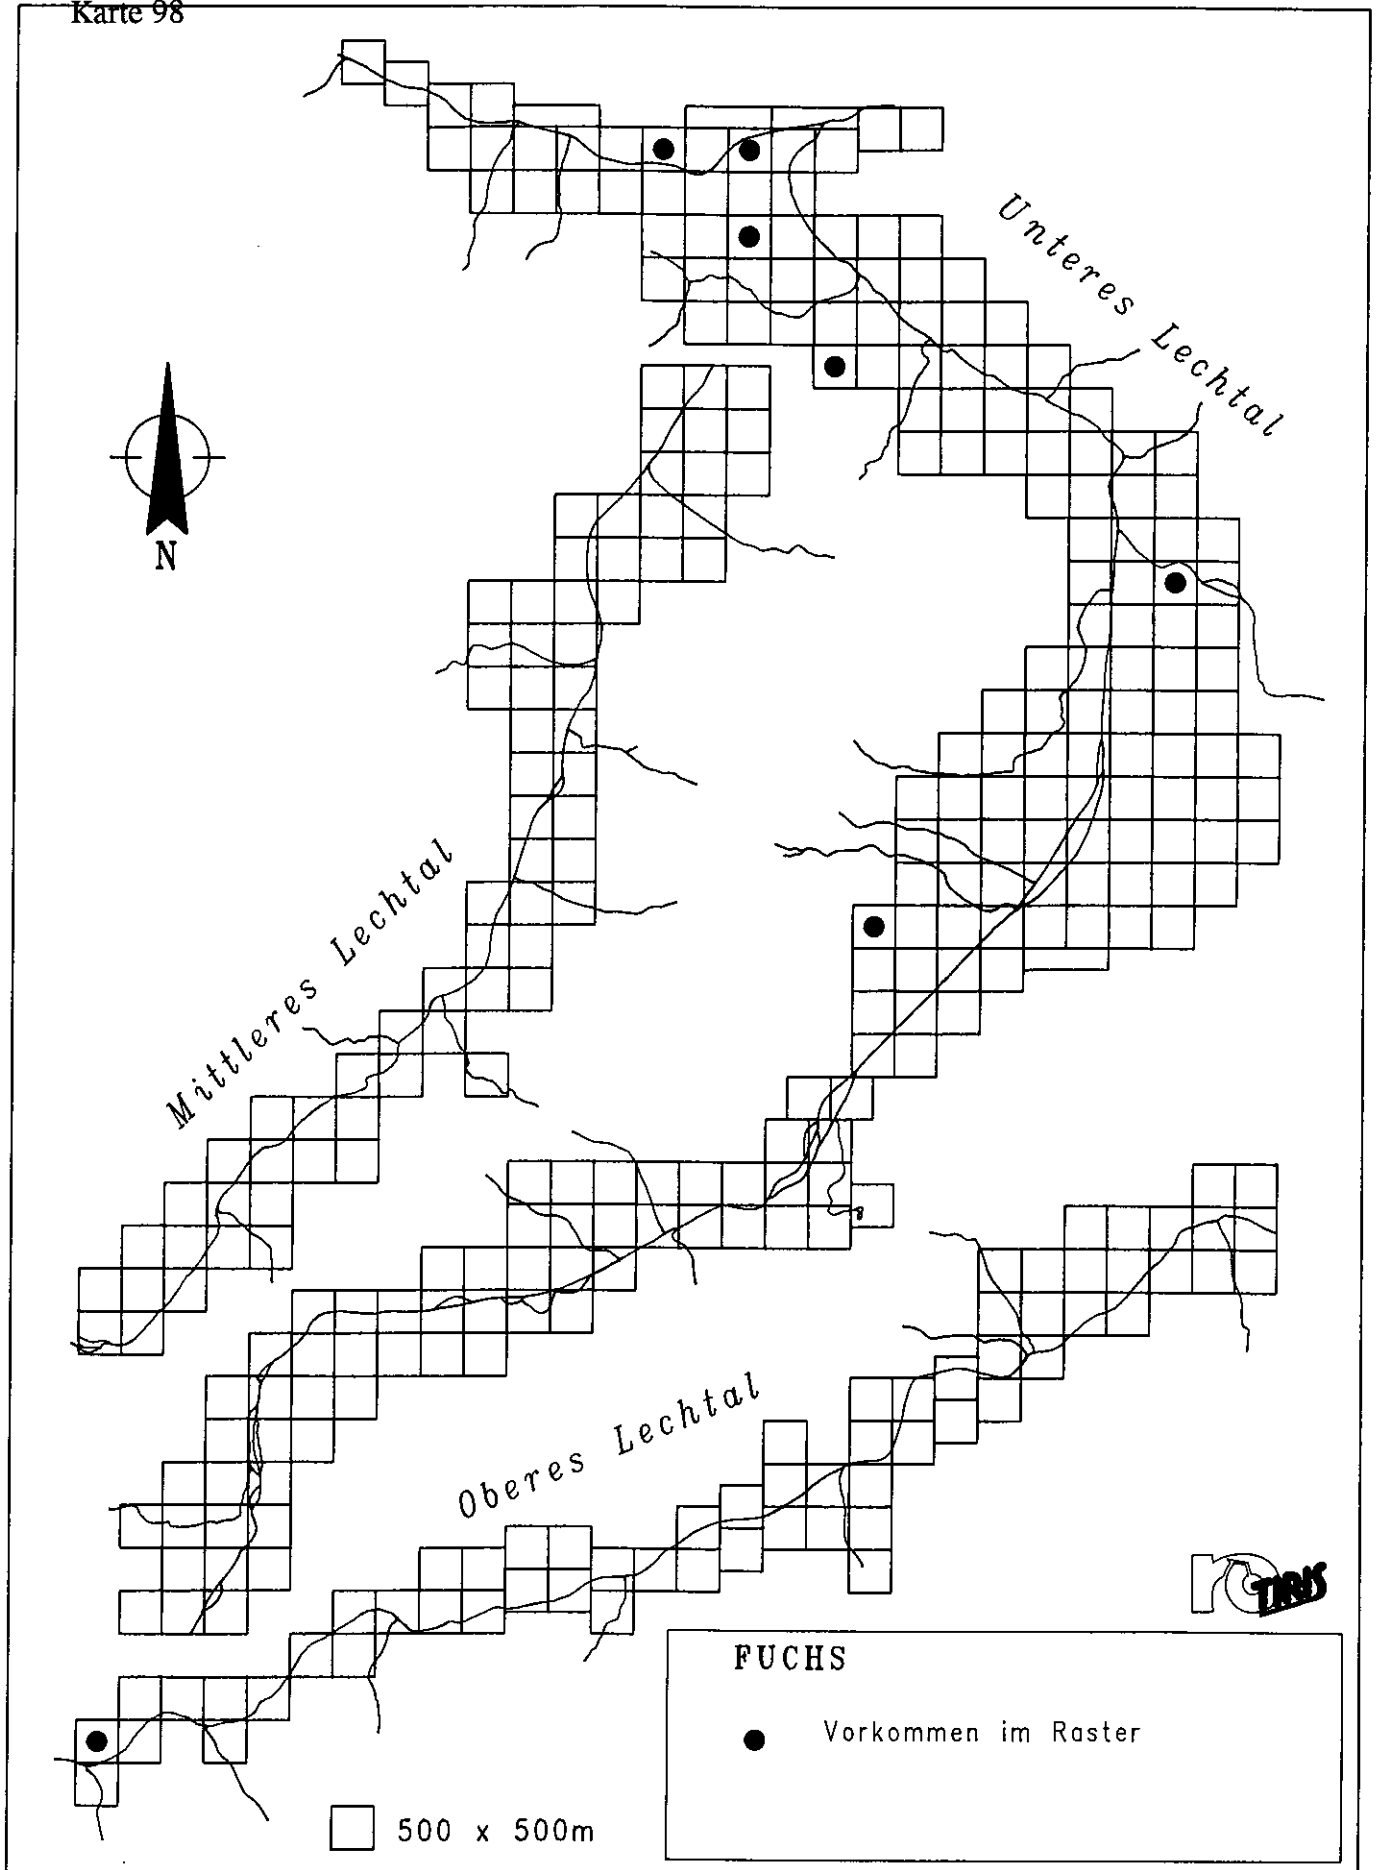 Karte 98
Unteres Lechtal
N
Mittleres Lechtal
Oberes Lechtal
TIRIS
FUCHS
Vorkommen im Raster
500 x 500m